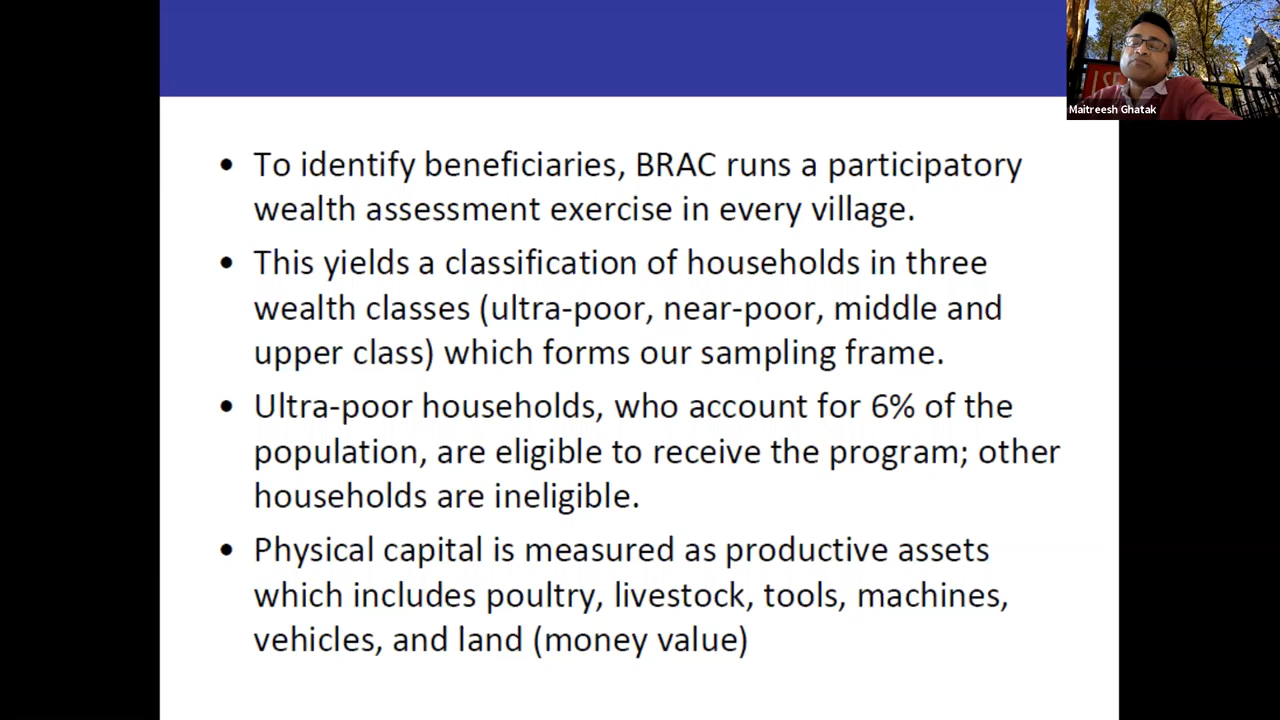 LSE
Maitreesh Ghatak
• To identify beneficiaries, BRAC runs a participatory
wealth assessment exercise in every village.
• This yields a classification of households in three
wealth classes (ultra-poor, near-poor, middle and
upper class) which forms our sampling frame.
• Ultra-poor households, who account for 6% of the
population, are eligible to receive the program; other
households are ineligible.
• Physical capital is measured as productive assets
which includes poultry, livestock, tools, machines,
vehicles, and land (money value)